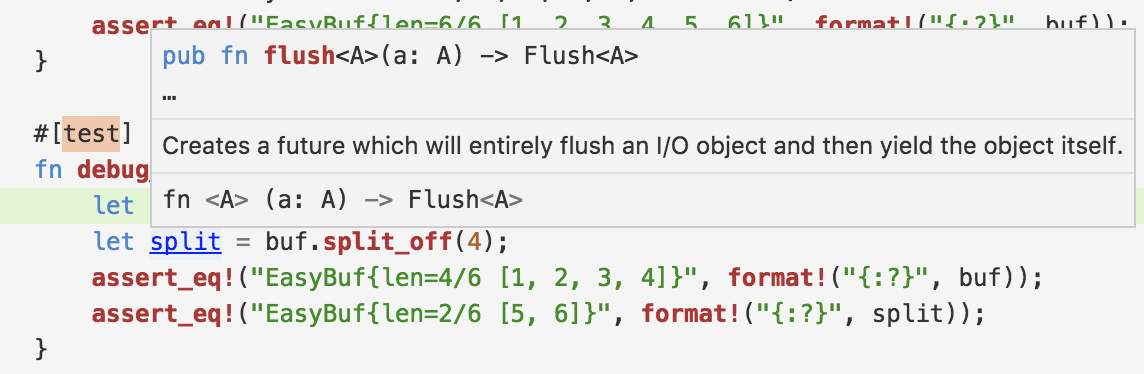 assert_eq!("EasyBuf{len=6/6 [1, 2, 3, 4, 5, 6]}", format!("{:?}", buf));
}
pub fn flush<A>(a: A) -> Flush<A>
…
Creates a future which will entirely flush an I/O object and then yield the object itself.
fn <A> (a: A) -> Flush<A>
#[test]
fn debug_
let
let split = buf.split_off(4);
assert_eq!("EasyBuf{len=4/6 [1, 2, 3, 4]}", format!("{:?}", buf));
assert_eq!("EasyBuf{len=2/6 [5, 6]}", format!("{:?}", split));
}